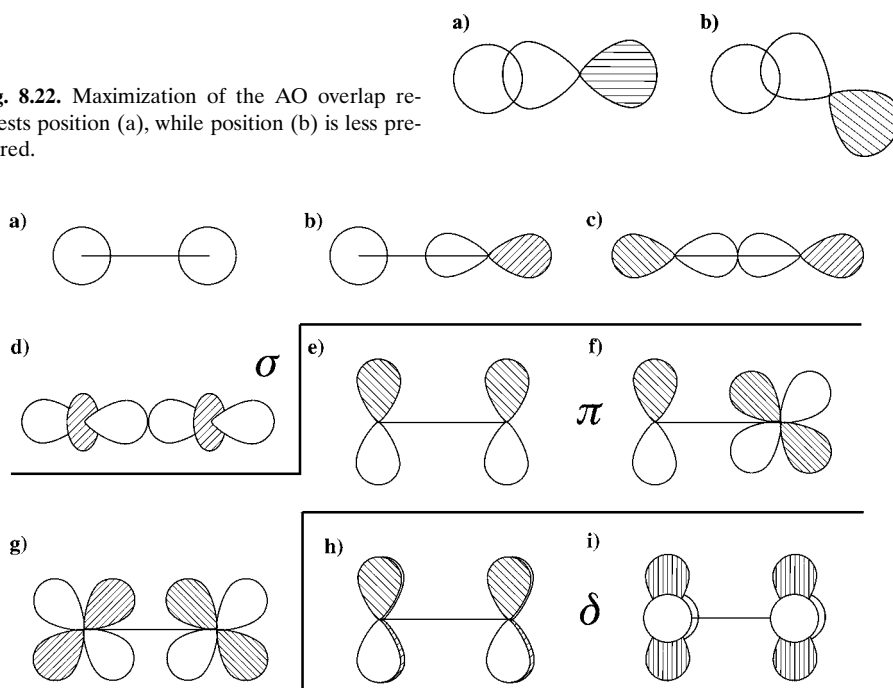 a)
b)
g. 8.22. Maximization of the AO overlap re-
ests position (a), while position (b) is less pre-
red.
a)
b)
c)
d)
σ
e)
π
f)
g)
h)
δ
i)